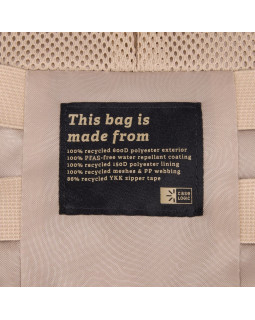 This bag is
made from
100% recycled 600D polyester exterior
100% PFAS-free water repellant coating
100% recycled 150D polyester lining
100% recycled meshes & PP webbing
98% recycled YKK zipper tape
case
LOGIC